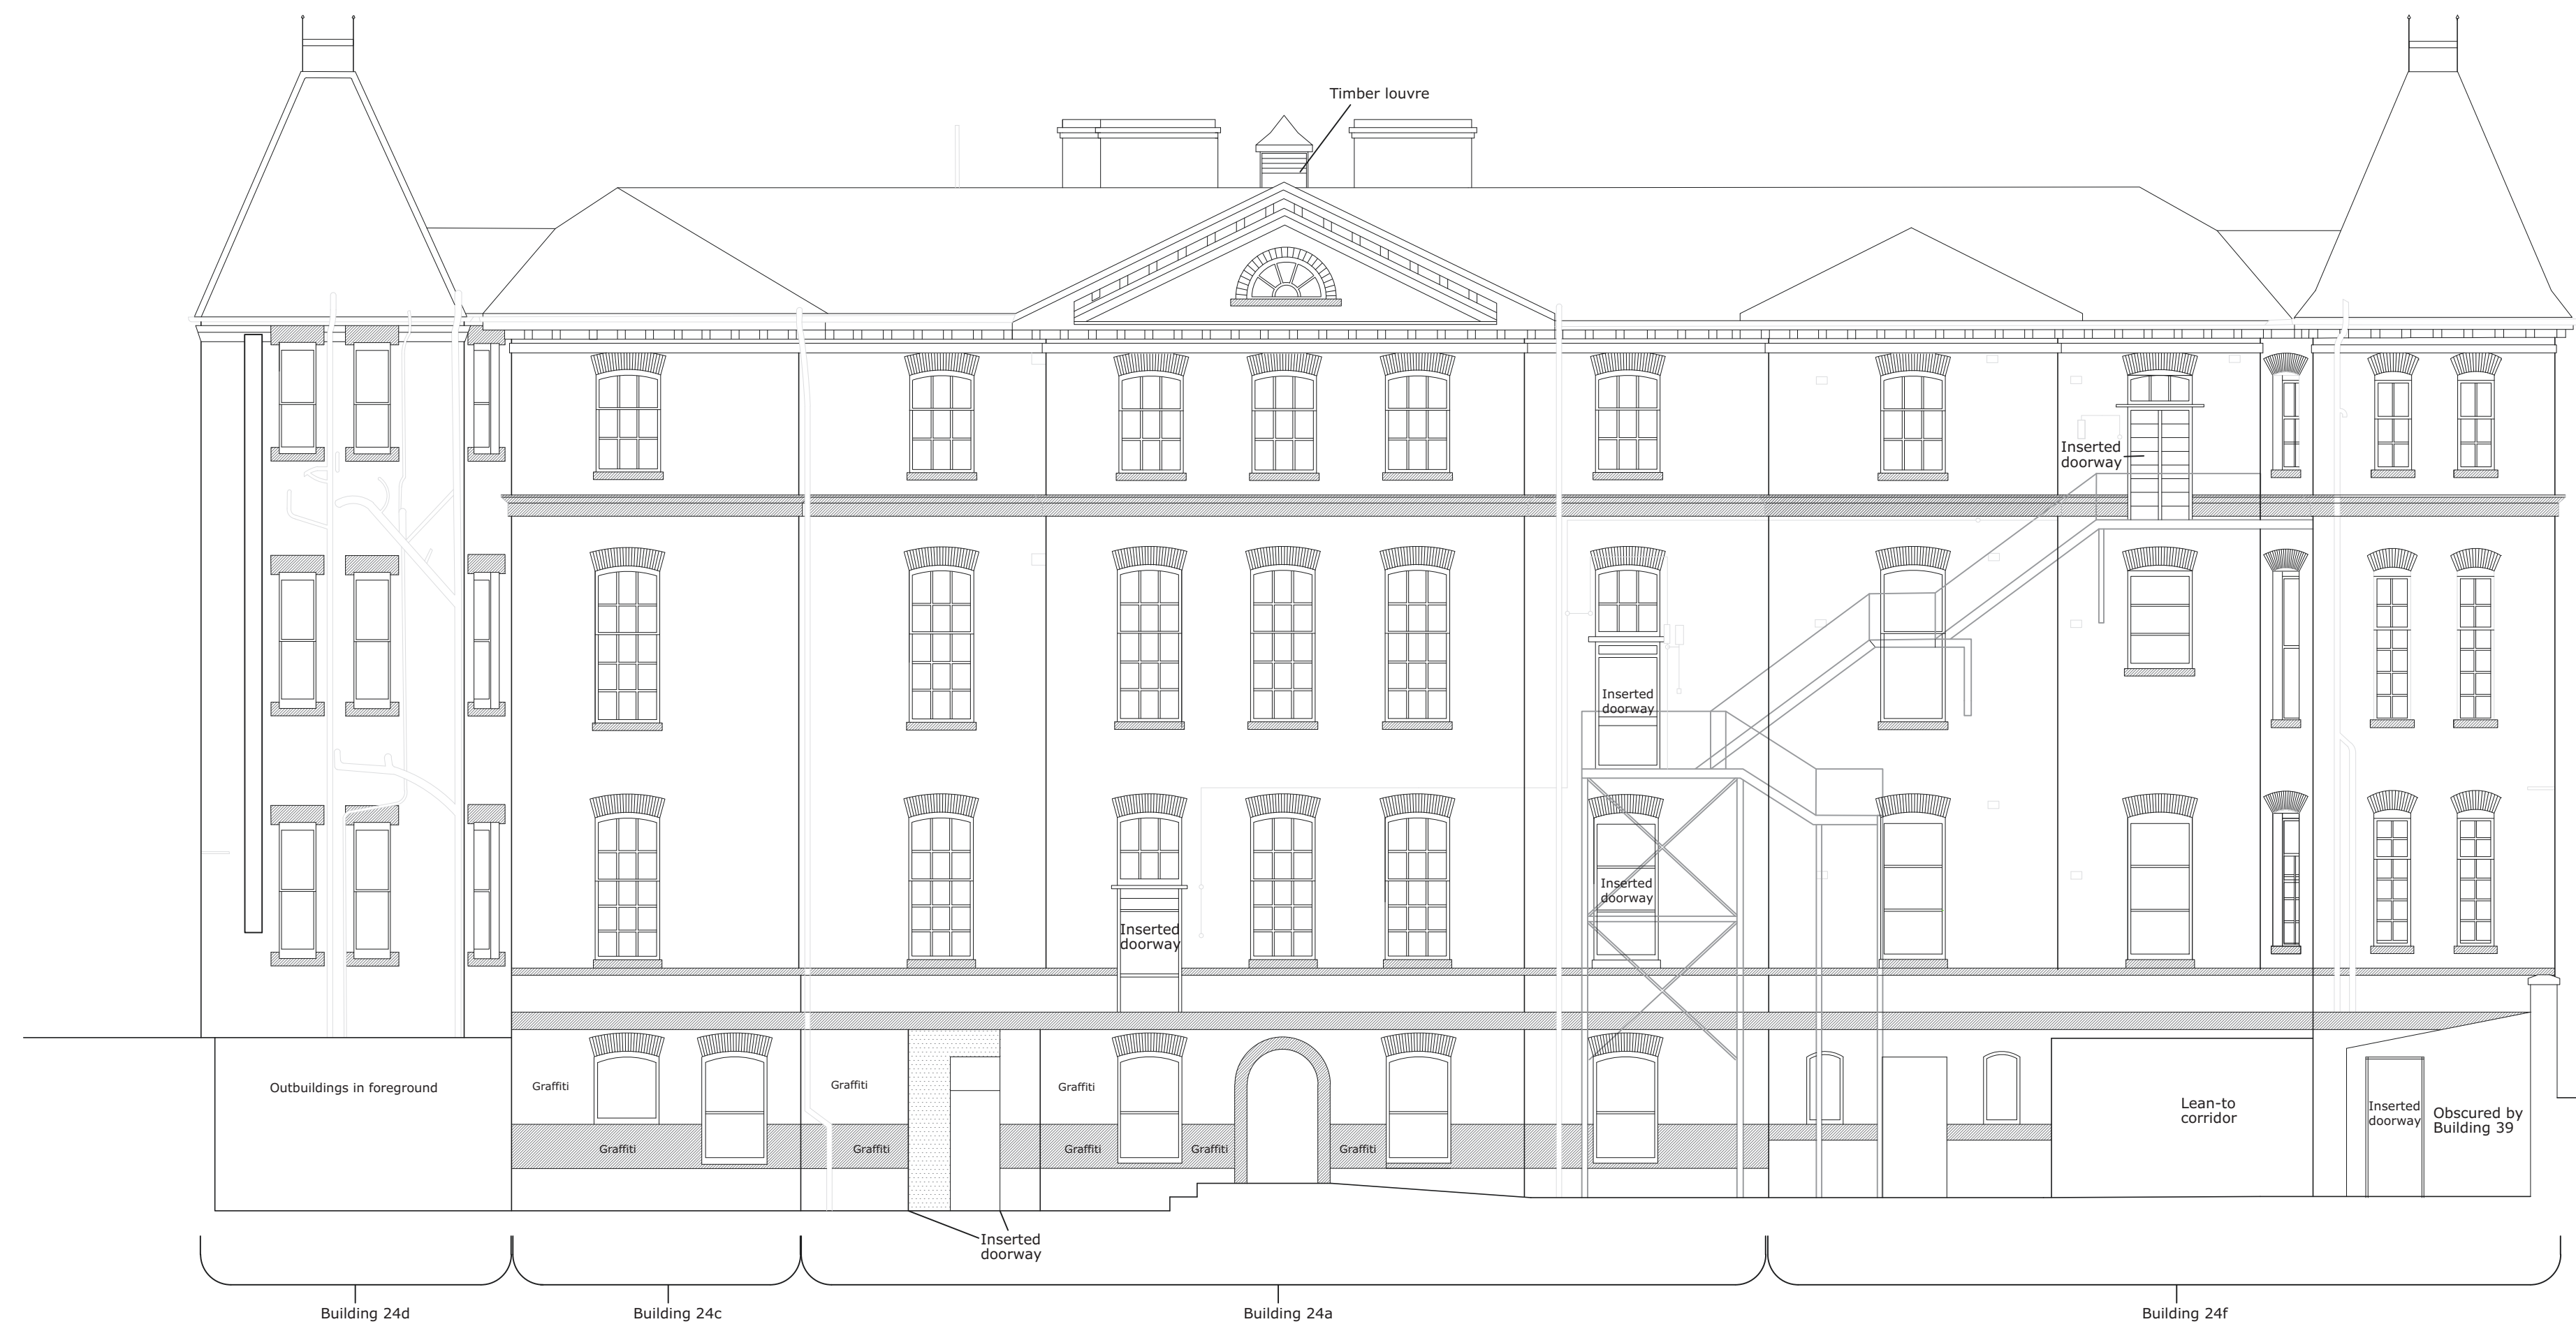 Timber louvre
Inserted
doorway
Inserted
doorway
Inserted
doorway
Inserted
doorway
Outbuildings in foreground
Graffiti
Graffiti
Graffiti
Lean-to
corridor
Inserted
doorway
Obscured by
Building 39
Graffiti
Graffiti
Graffiti
Graffiti
Graffiti
Inserted
doorway
Building 24d
Building 24c
Building 24a
Building 24f